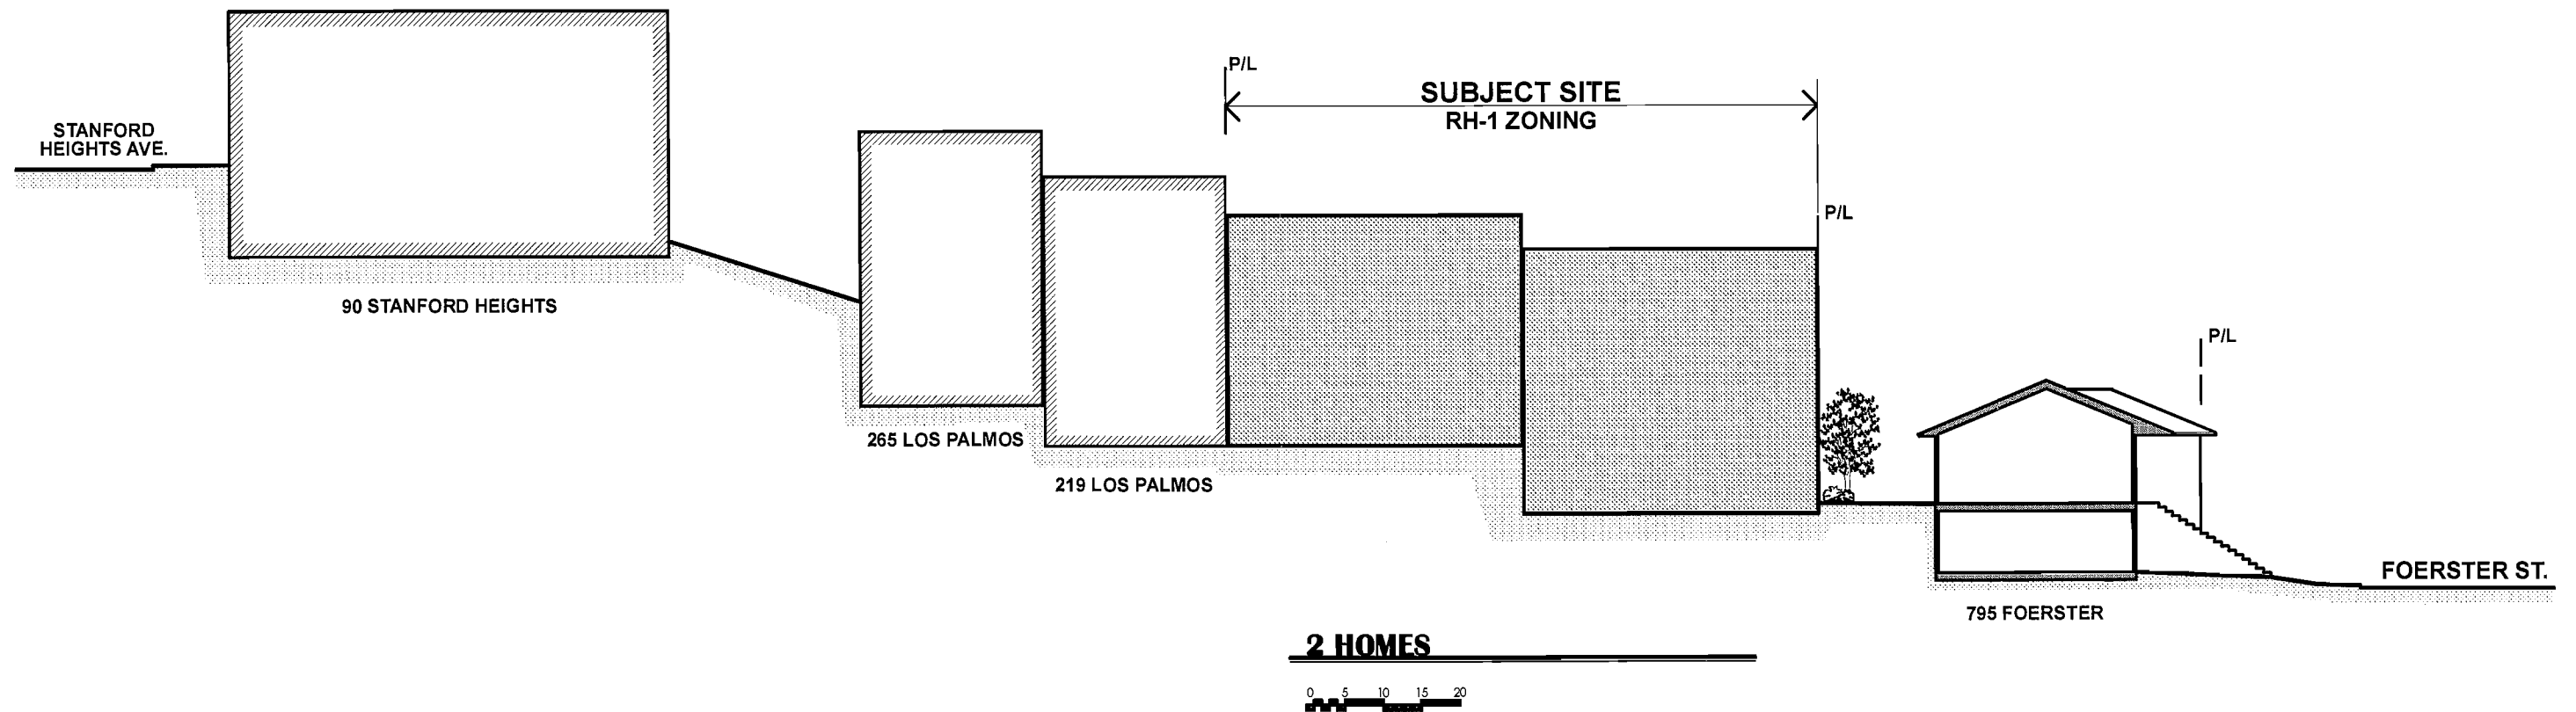 P/L
SUBJECT SITE
RH-1 ZONING
STANFORD
HEIGHTS AVE.
P/L
90 STANFORD HEIGHTS
P/L
265 LOS PALMOS
219 LOS PALMOS
FOERSTER ST.
795 FOERSTER
2 HOMES
0 5 10 15 20